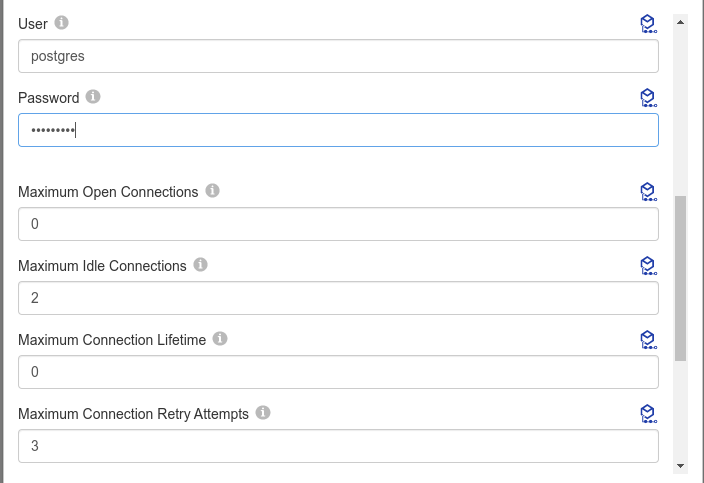 User
postgres
Password
•••••••••
Maximum Open Connections
0
Maximum Idle Connections
2
Maximum Connection Lifetime
0
Maximum Connection Retry Attempts
3